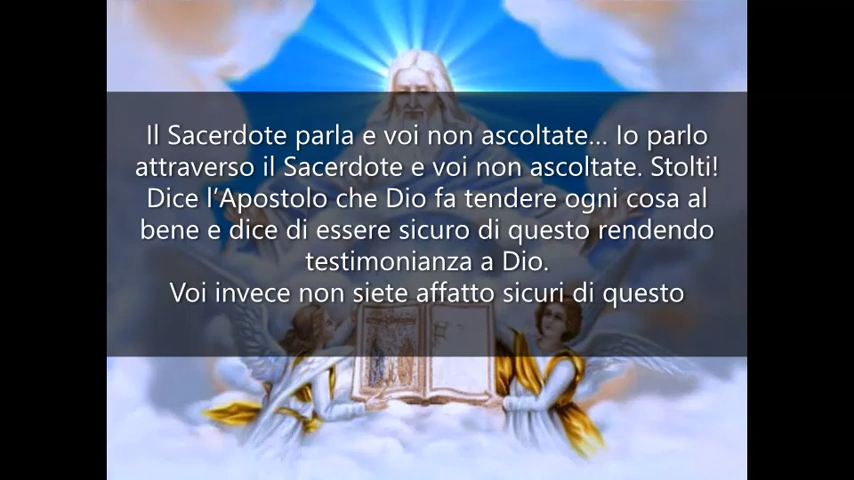 Il Sacerdote parla e voi non ascoltate... Io parlo
attraverso il Sacerdote e voi non ascoltate. Stolti!
Dice l'Apostolo che Dio fa tendere ogni cosa al
bene e dice di essere sicuro di questo rendendo
testimonianza a Dio.
Voi invece non siete affatto sicuri di questo